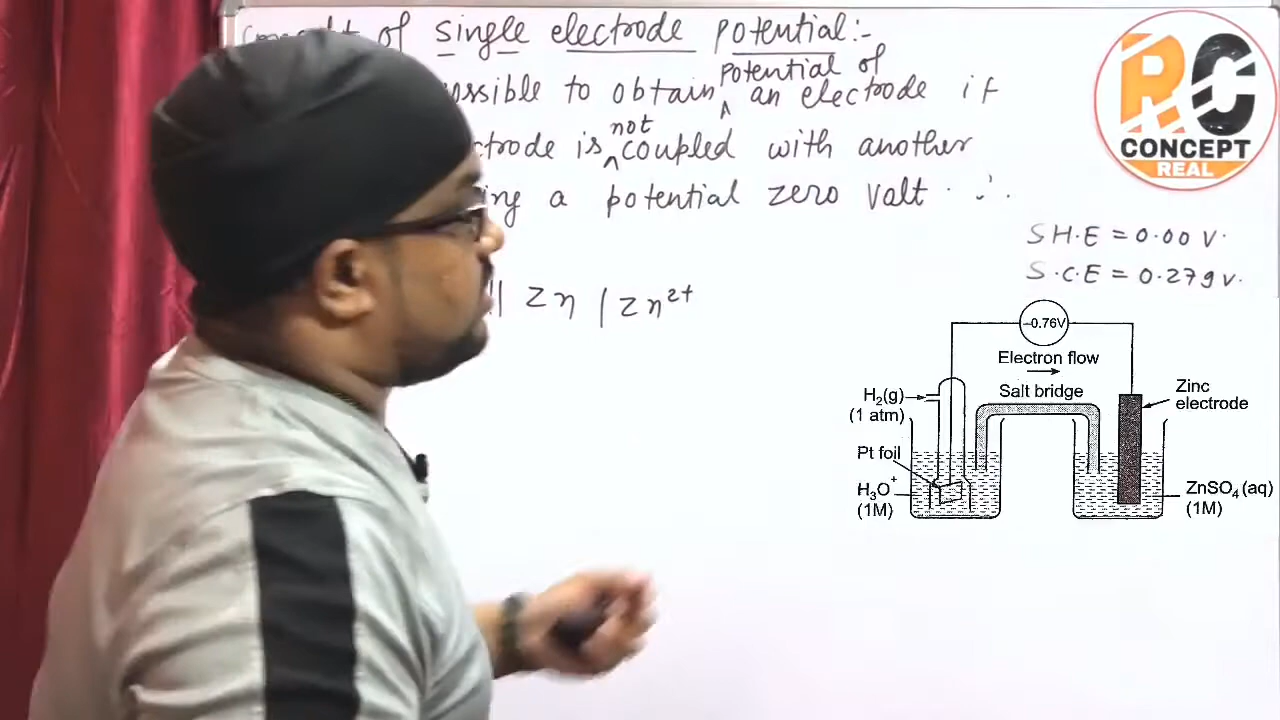 of single electrode potential:-
potential of
to obtain ^ an electrode if
not
is ^ coupled with another
a potential zero valt . ∴
RC
CONCEPT
REAL
S H.E = 0.00 V.
S.C.E = 0.279 V.
|| Zn | Zn²⁺
-0.76V
Electron flow
→
Salt bridge
H₂(g)
(1 atm)
Zinc
electrode
Pt foil
H₃O⁺
(1M)
ZnSO₄ (aq)
(1M)